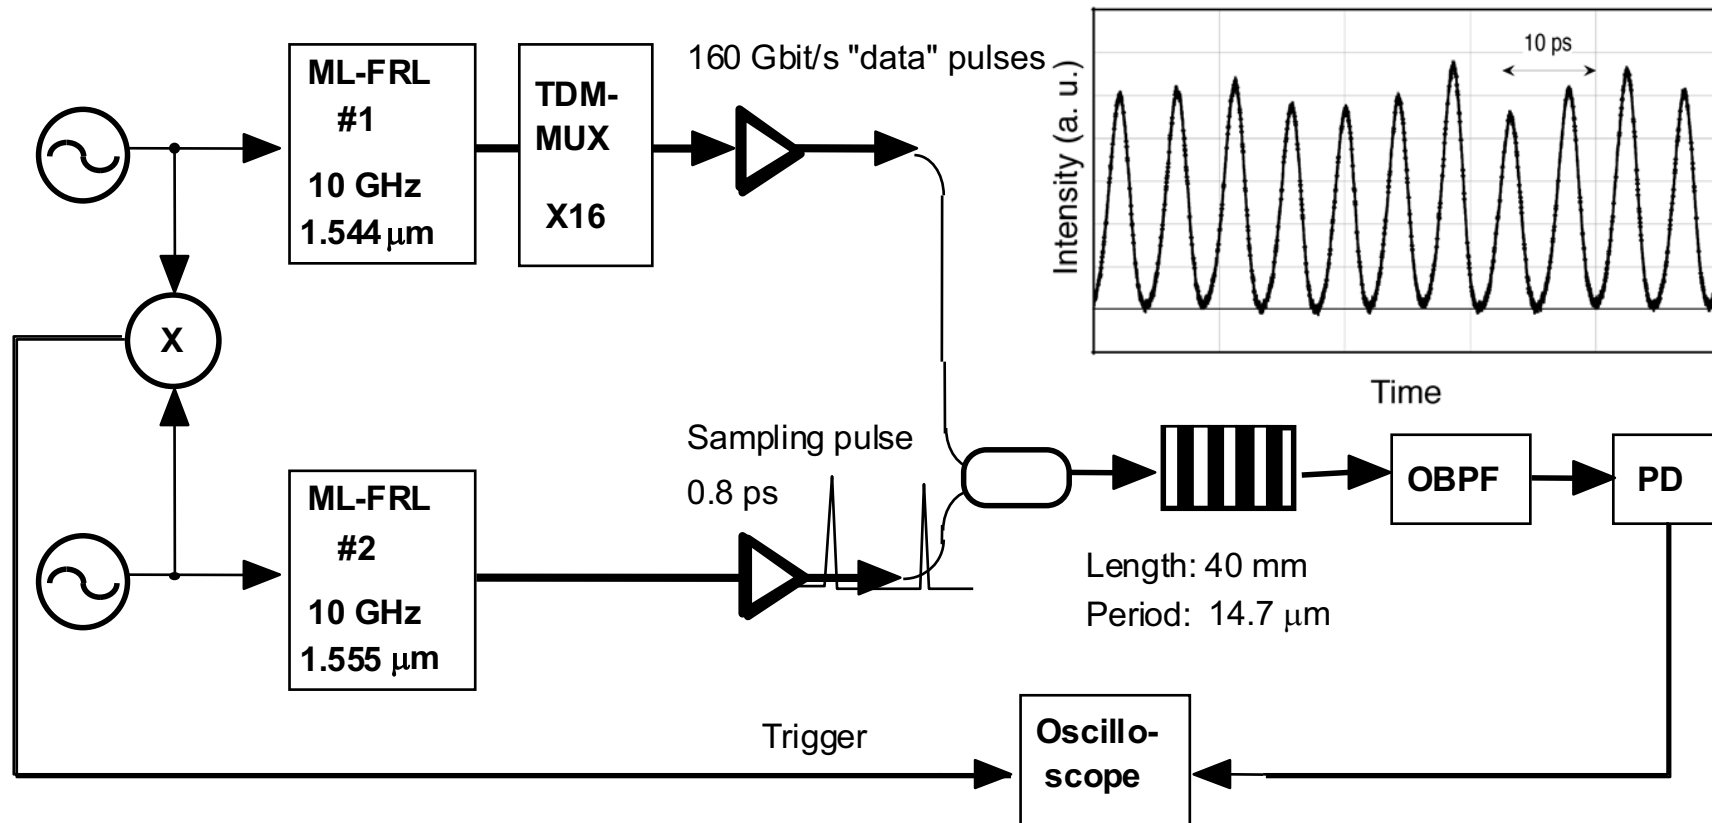 ML-FRL
#1
10 GHz
1.544 μm
TDM-
MUX
X16
160 Gbit/s "data" pulses
10 ps
Intensity (a. u.)
Time
X
ML-FRL
#2
10 GHz
1.555 μm
Sampling pulse
0.8 ps
OBPF
PD
Length: 40 mm
Period: 14.7 μm
Trigger
Oscillo-
scope